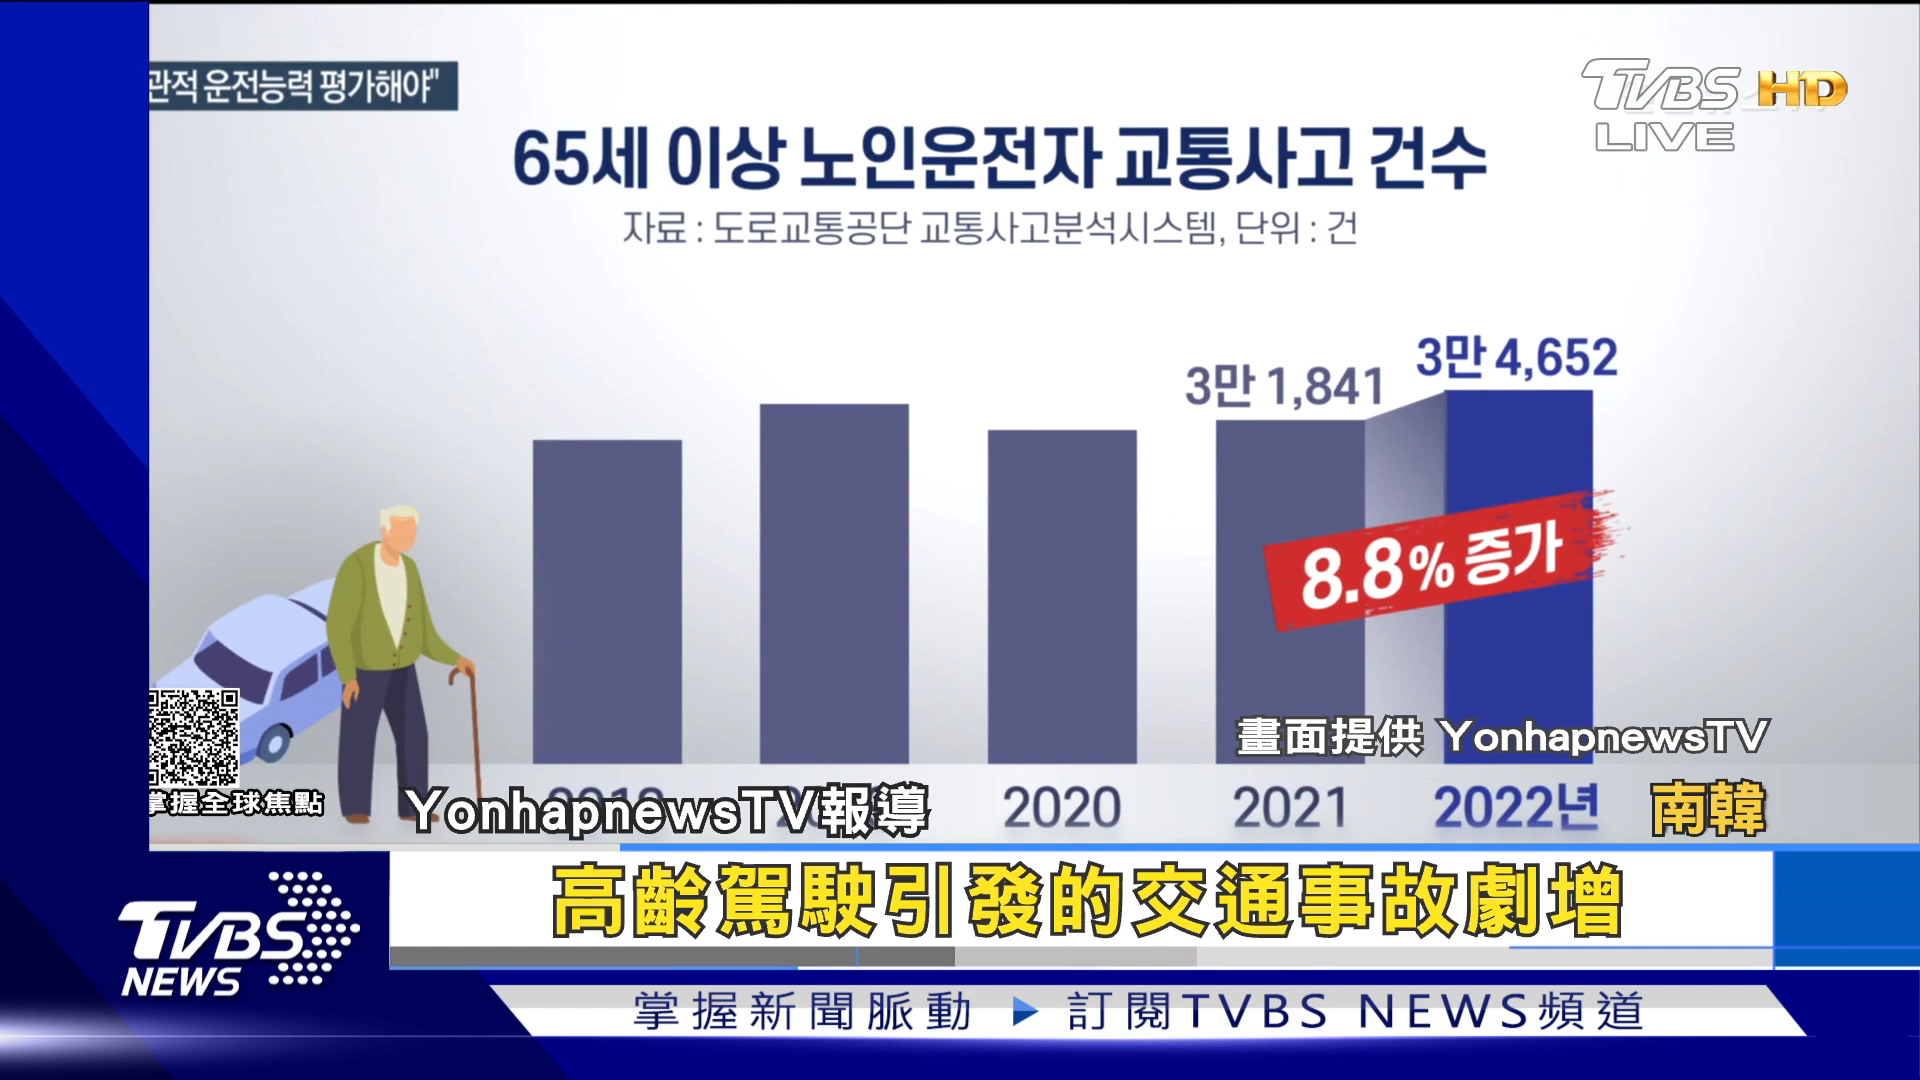 관적 운전능력 평가해야"
TVBS HD
LIVE
65세 이상 노인운전자 교통사고 건수
자료 : 도로교통공단 교통사고분석시스템, 단위 : 건
3만 1,841
3만 4,652
8.8% 증가
畫面提供 YonhapnewsTV
掌握全球焦點
YonhapnewsTV報導
2020
2021
2022년
南韓
高齡駕駛引發的交通事故劇增
TVBS
NEWS
掌握新聞脈動
訂閱TVBS NEWS頻道